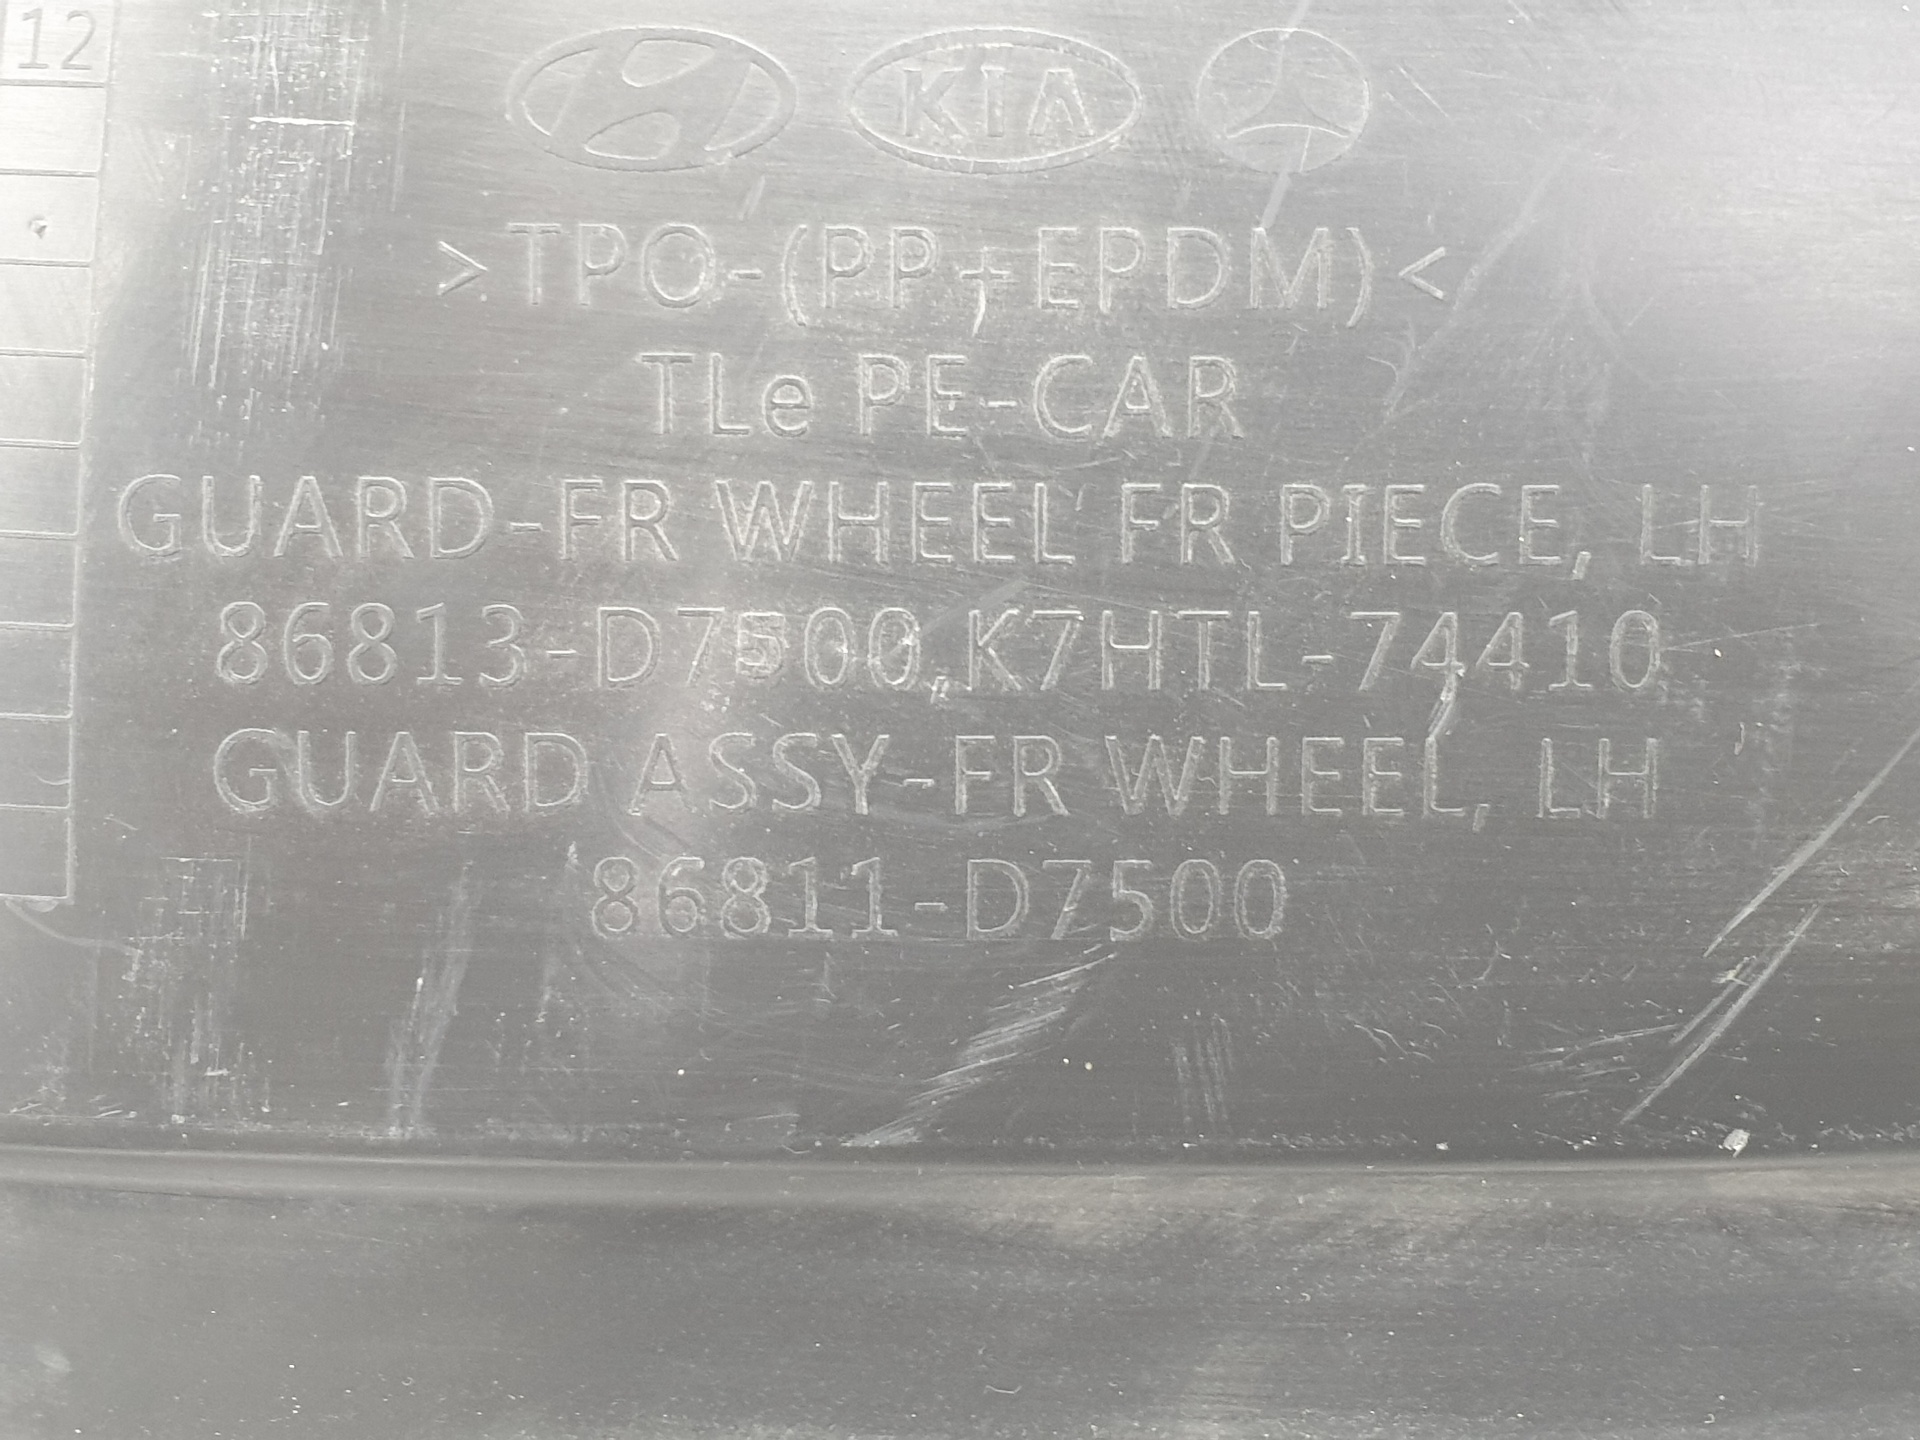 12
KIA
>TPO-(PP+EPDM)<
TLe PE-CAR
GUARD-FR WHEEL FR PIECE, LH
86813-D7500,K7HTL-74410
GUARD ASSY-FR WHEEL, LH
86811-D7500